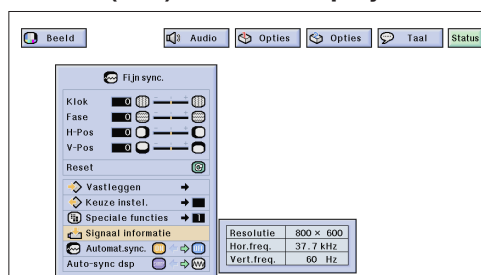 Beeld Audio Opties Opties Taal Status
Fijn sync.
Klok 0
Fase 0
H-Pos 0
V-Pos 0
Reset
Vastleggen
Keuze instel.
Speciale functies
Signaal informatie
Resolutie 800 × 600
Automat.sync.
Hor.freq. 37.7 kHz
Auto-sync dsp
Vert.freq. 60 Hz